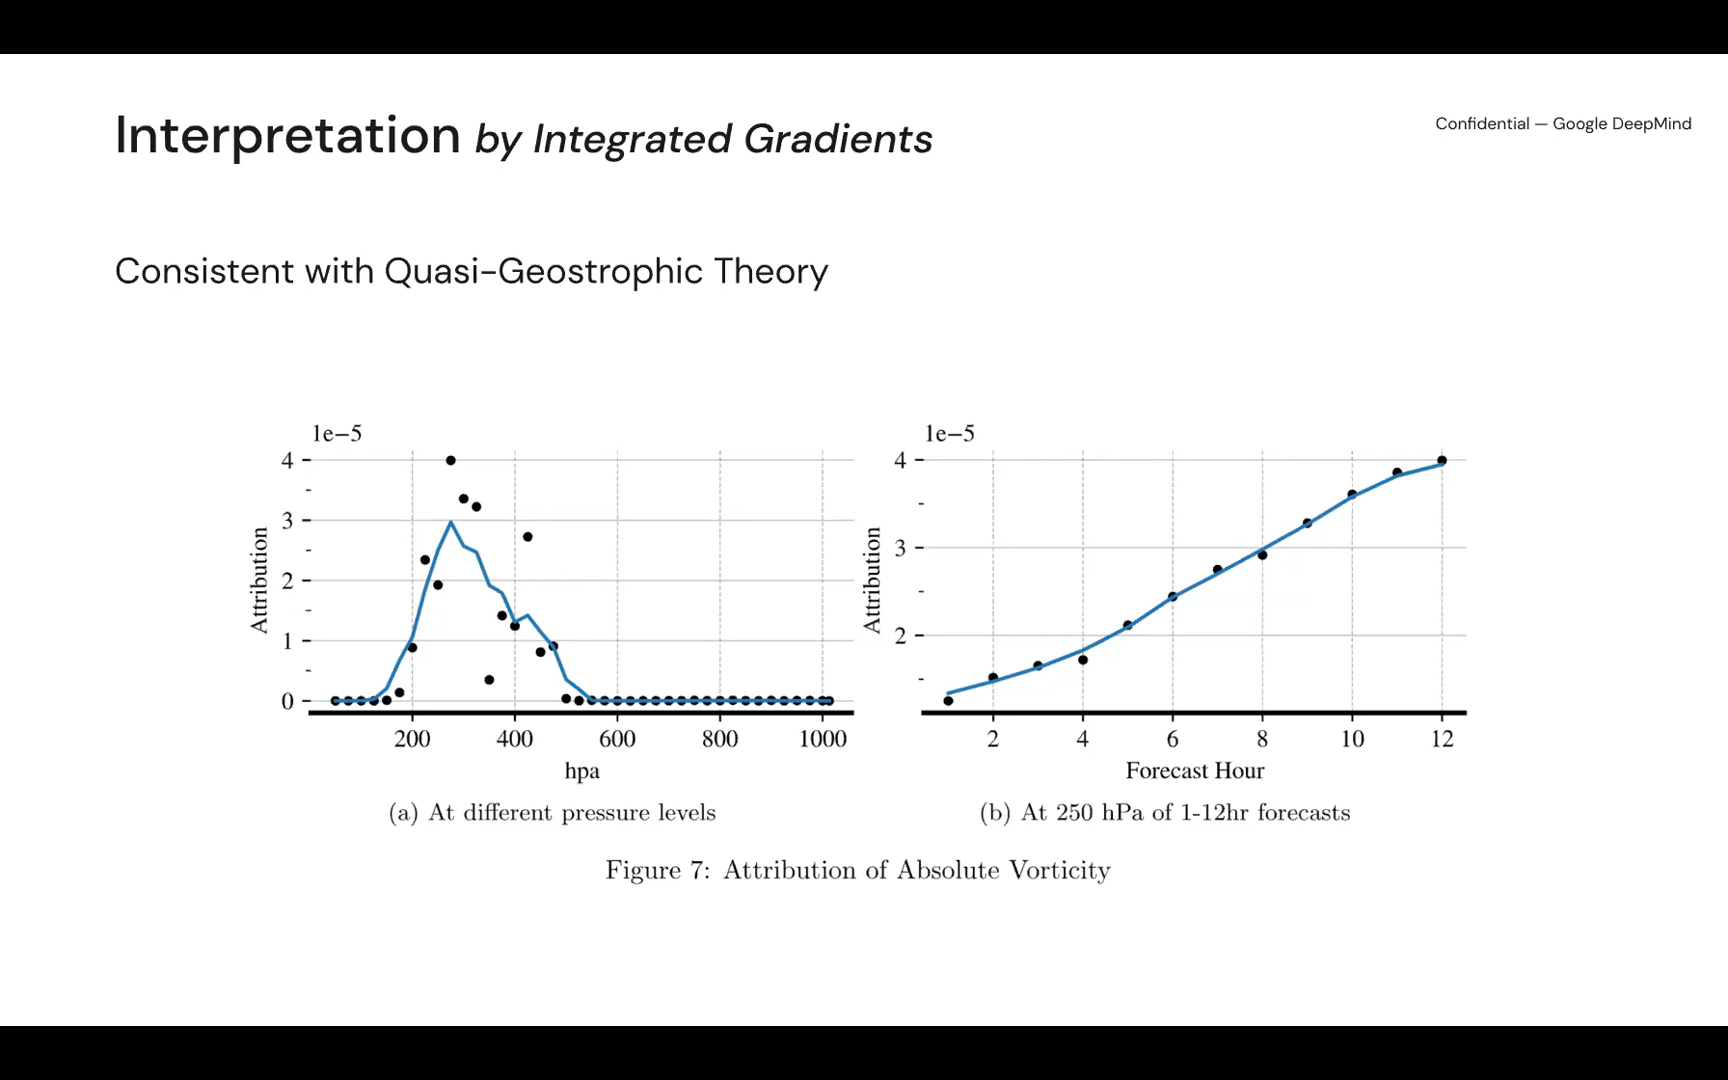 Interpretation by Integrated Gradients
Confidential — Google DeepMind
Consistent with Quasi-Geostrophic Theory
1e−5
4
3
2
1
0
Attribution
200 400 600 800 1000
hpa
(a) At different pressure levels
1e−5
4
3
2
Attribution
2 4 6 8 10 12
Forecast Hour
(b) At 250 hPa of 1-12hr forecasts
Figure 7: Attribution of Absolute Vorticity